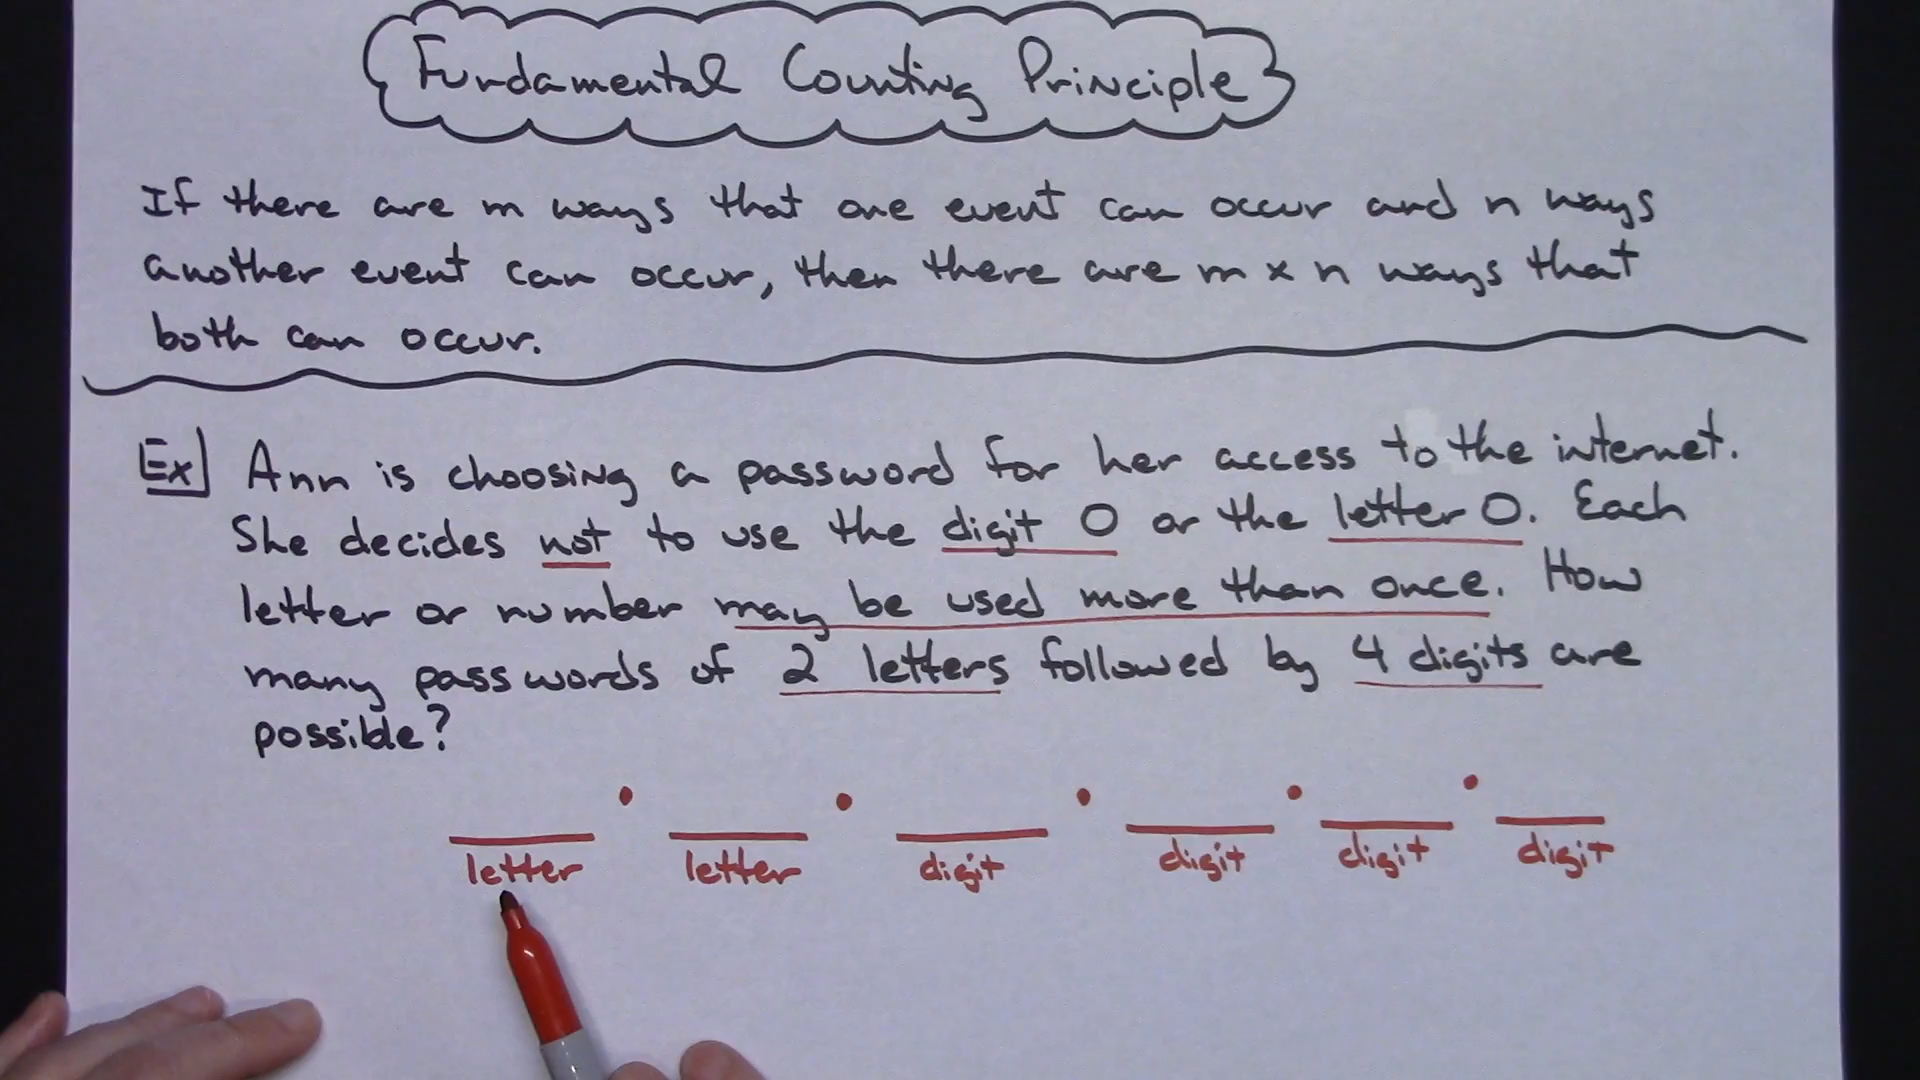 Fundamental Counting Principle
If there are m ways that one event can occur and n ways
another event can occur, then there are m x n ways that
both can occur.
Ex Ann is choosing a password for her access to the internet.
She decides not to use the digit 0 or the letter O. Each
letter or number may be used more than once. How
many passwords of 2 letters followed by 4 digits are
possible?
letter · letter · digit · digit · digit · digit